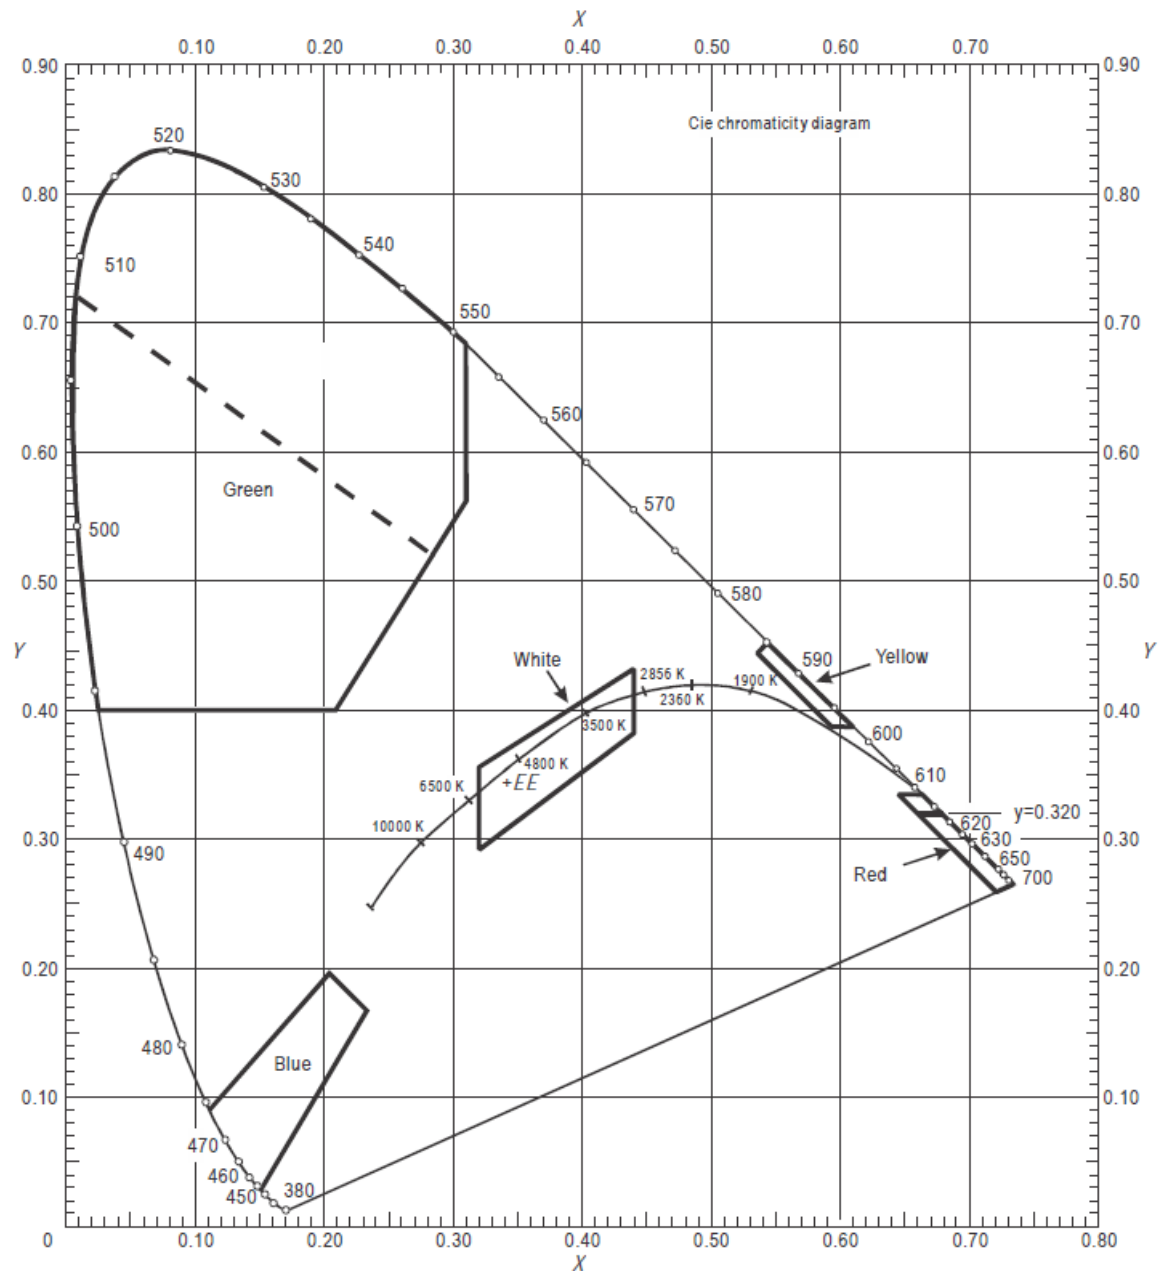 X
0.10 0.20 0.30 0.40 0.50 0.60 0.70
0.90 0.90
Cie chromaticity diagram
520
530
0.80 0.80
540
510
550
0.70 0.70
560
0.60 0.60
Green
570
500
0.50 0.50
580
Y Y
White
590
Yellow
2856 K
1900 K
2360 K
0.40 0.40
3500 K
600
4800 K
6500 K
+EE
610
y=0.320
10000 K
620
0.30 0.30
630
490
650
Red
700
0.20 0.20
480
Blue
0.10 0.10
470
460
450
380
0 0.10 0.20 0.30 0.40 0.50 0.60 0.70 0.80
X